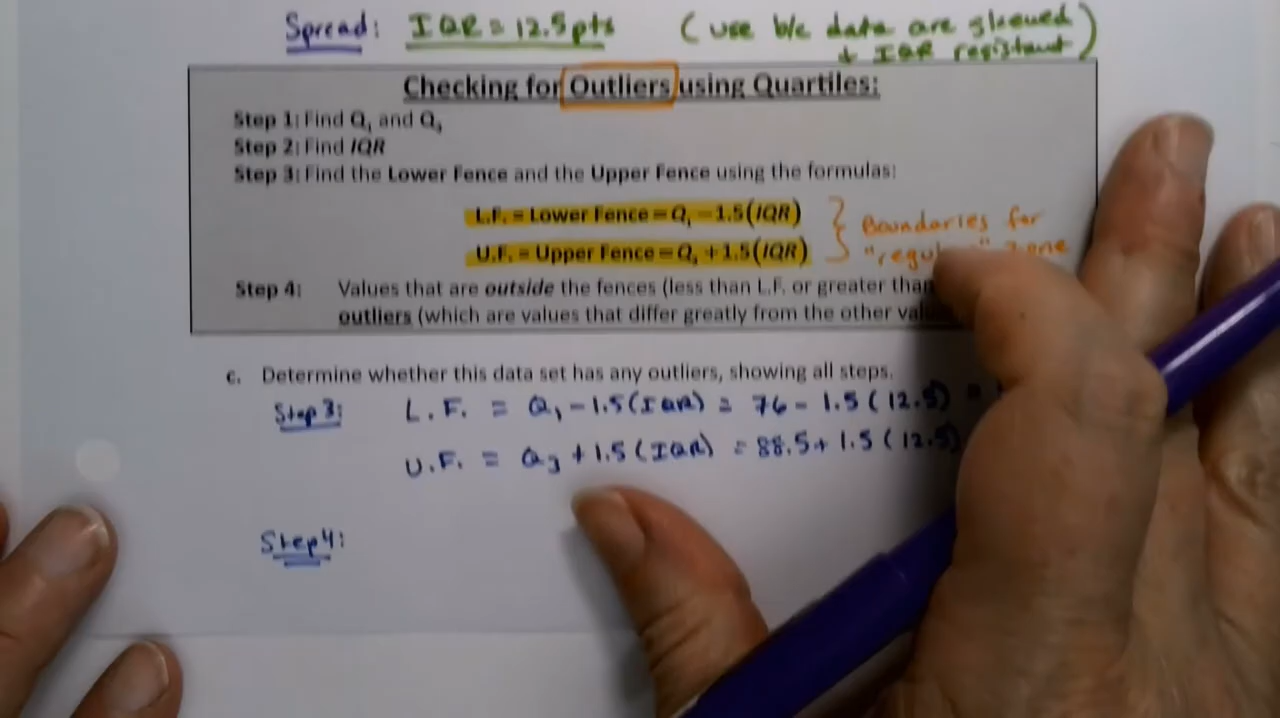 Spread: IQR = 12.5pts (use b/c data are skewed
+ IQR resistant)
Checking for Outliers using Quartiles:
Step 1: Find Q₁ and Q₃
Step 2: Find IQR
Step 3: Find the Lower Fence and the Upper Fence using the formulas:
L.F. = Lower Fence = Q₁ − 1.5(IQR)
U.F. = Upper Fence = Q₃ + 1.5(IQR)
Boundaries for
zone
Step 4: Values that are outside the fences (less than L.F. or greater than
outliers (which are values that differ greatly from the other
c. Determine whether this data set has any outliers, showing all steps.
Step 3: L.F. = Q₁ − 1.5(IQR) = 76 − 1.5(12.5) =
U.F. = Q₃ + 1.5(IQR) = 88.5 + 1.5(12.5)
Step 4: